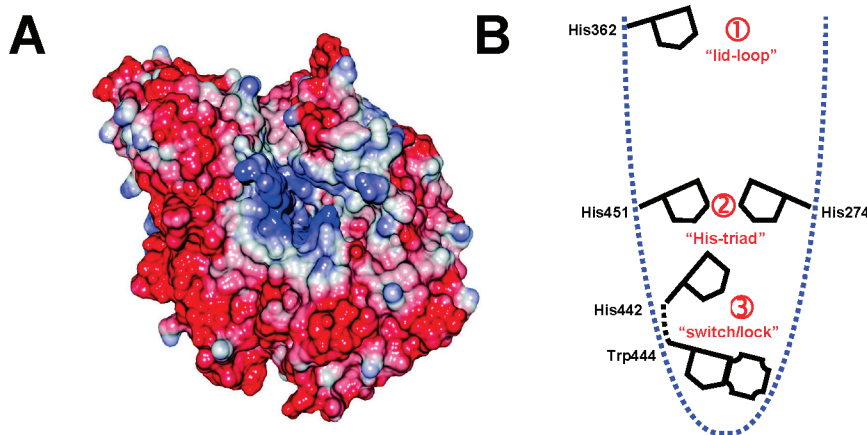 A
B
His362
①
"lid-loop"
His451
②
His274
"His-triad"
His442
③
"switch/lock"
Trp444